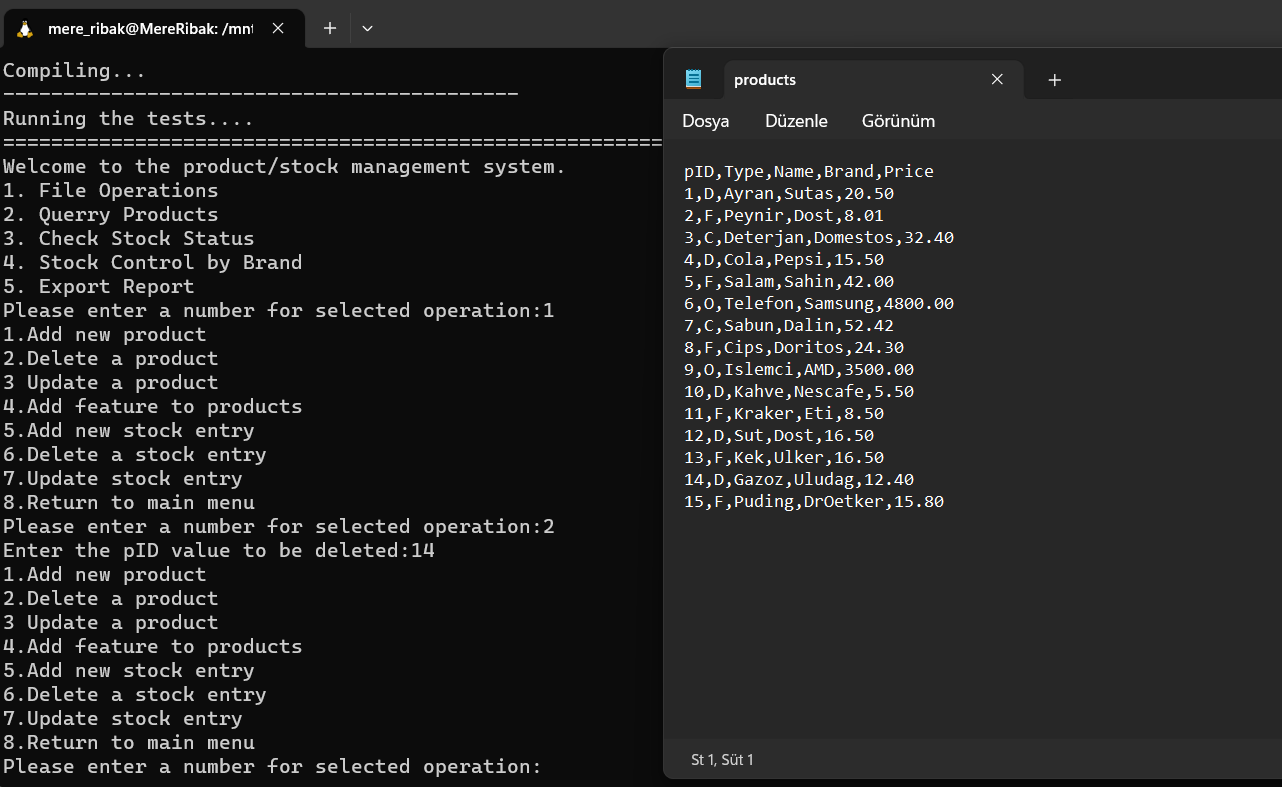 mere_ribak@MereRibak: /mnt
Compiling...
-------------------------------------------
Running the tests....
=======================================================
Welcome to the product/stock management system.
1. File Operations
2. Querry Products
3. Check Stock Status
4. Stock Control by Brand
5. Export Report
Please enter a number for selected operation:1
1.Add new product
2.Delete a product
3 Update a product
4.Add feature to products
5.Add new stock entry
6.Delete a stock entry
7.Update stock entry
8.Return to main menu
Please enter a number for selected operation:2
Enter the pID value to be deleted:14
1.Add new product
2.Delete a product
3 Update a product
4.Add feature to products
5.Add new stock entry
6.Delete a stock entry
7.Update stock entry
8.Return to main menu
Please enter a number for selected operation:
products
Dosya Düzenle Görünüm
pID,Type,Name,Brand,Price
1,D,Ayran,Sutas,20.50
2,F,Peynir,Dost,8.01
3,C,Deterjan,Domestos,32.40
4,D,Cola,Pepsi,15.50
5,F,Salam,Sahin,42.00
6,O,Telefon,Samsung,4800.00
7,C,Sabun,Dalin,52.42
8,F,Cips,Doritos,24.30
9,O,Islemci,AMD,3500.00
10,D,Kahve,Nescafe,5.50
11,F,Kraker,Eti,8.50
12,D,Sut,Dost,16.50
13,F,Kek,Ulker,16.50
14,D,Gazoz,Uludag,12.40
15,F,Puding,DrOetker,15.80
St 1, Süt 1